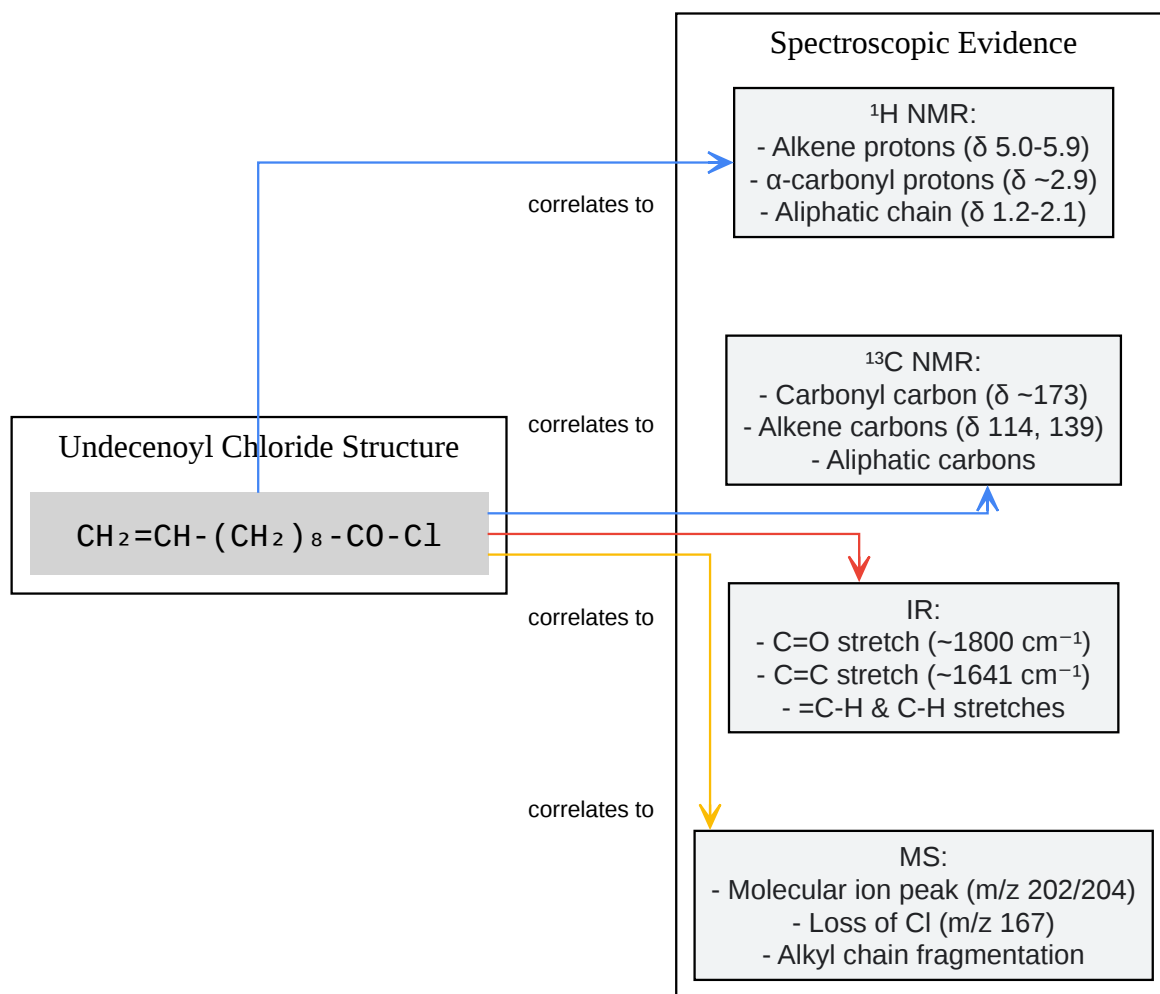 Spectroscopic Evidence
¹H NMR:
- Alkene protons (δ 5.0-5.9)
- α-carbonyl protons (δ ~2.9)
- Aliphatic chain (δ 1.2-2.1)
correlates to
¹³C NMR:
- Carbonyl carbon (δ ~173)
- Alkene carbons (δ 114, 139)
- Aliphatic carbons
correlates to
Undecenoyl Chloride Structure
CH₂=CH-(CH₂)₈-CO-Cl
correlates to
IR:
- C=O stretch (~1800 cm⁻¹)
- C=C stretch (~1641 cm⁻¹)
- =C-H & C-H stretches
correlates to
MS:
- Molecular ion peak (m/z 202/204)
- Loss of Cl (m/z 167)
- Alkyl chain fragmentation